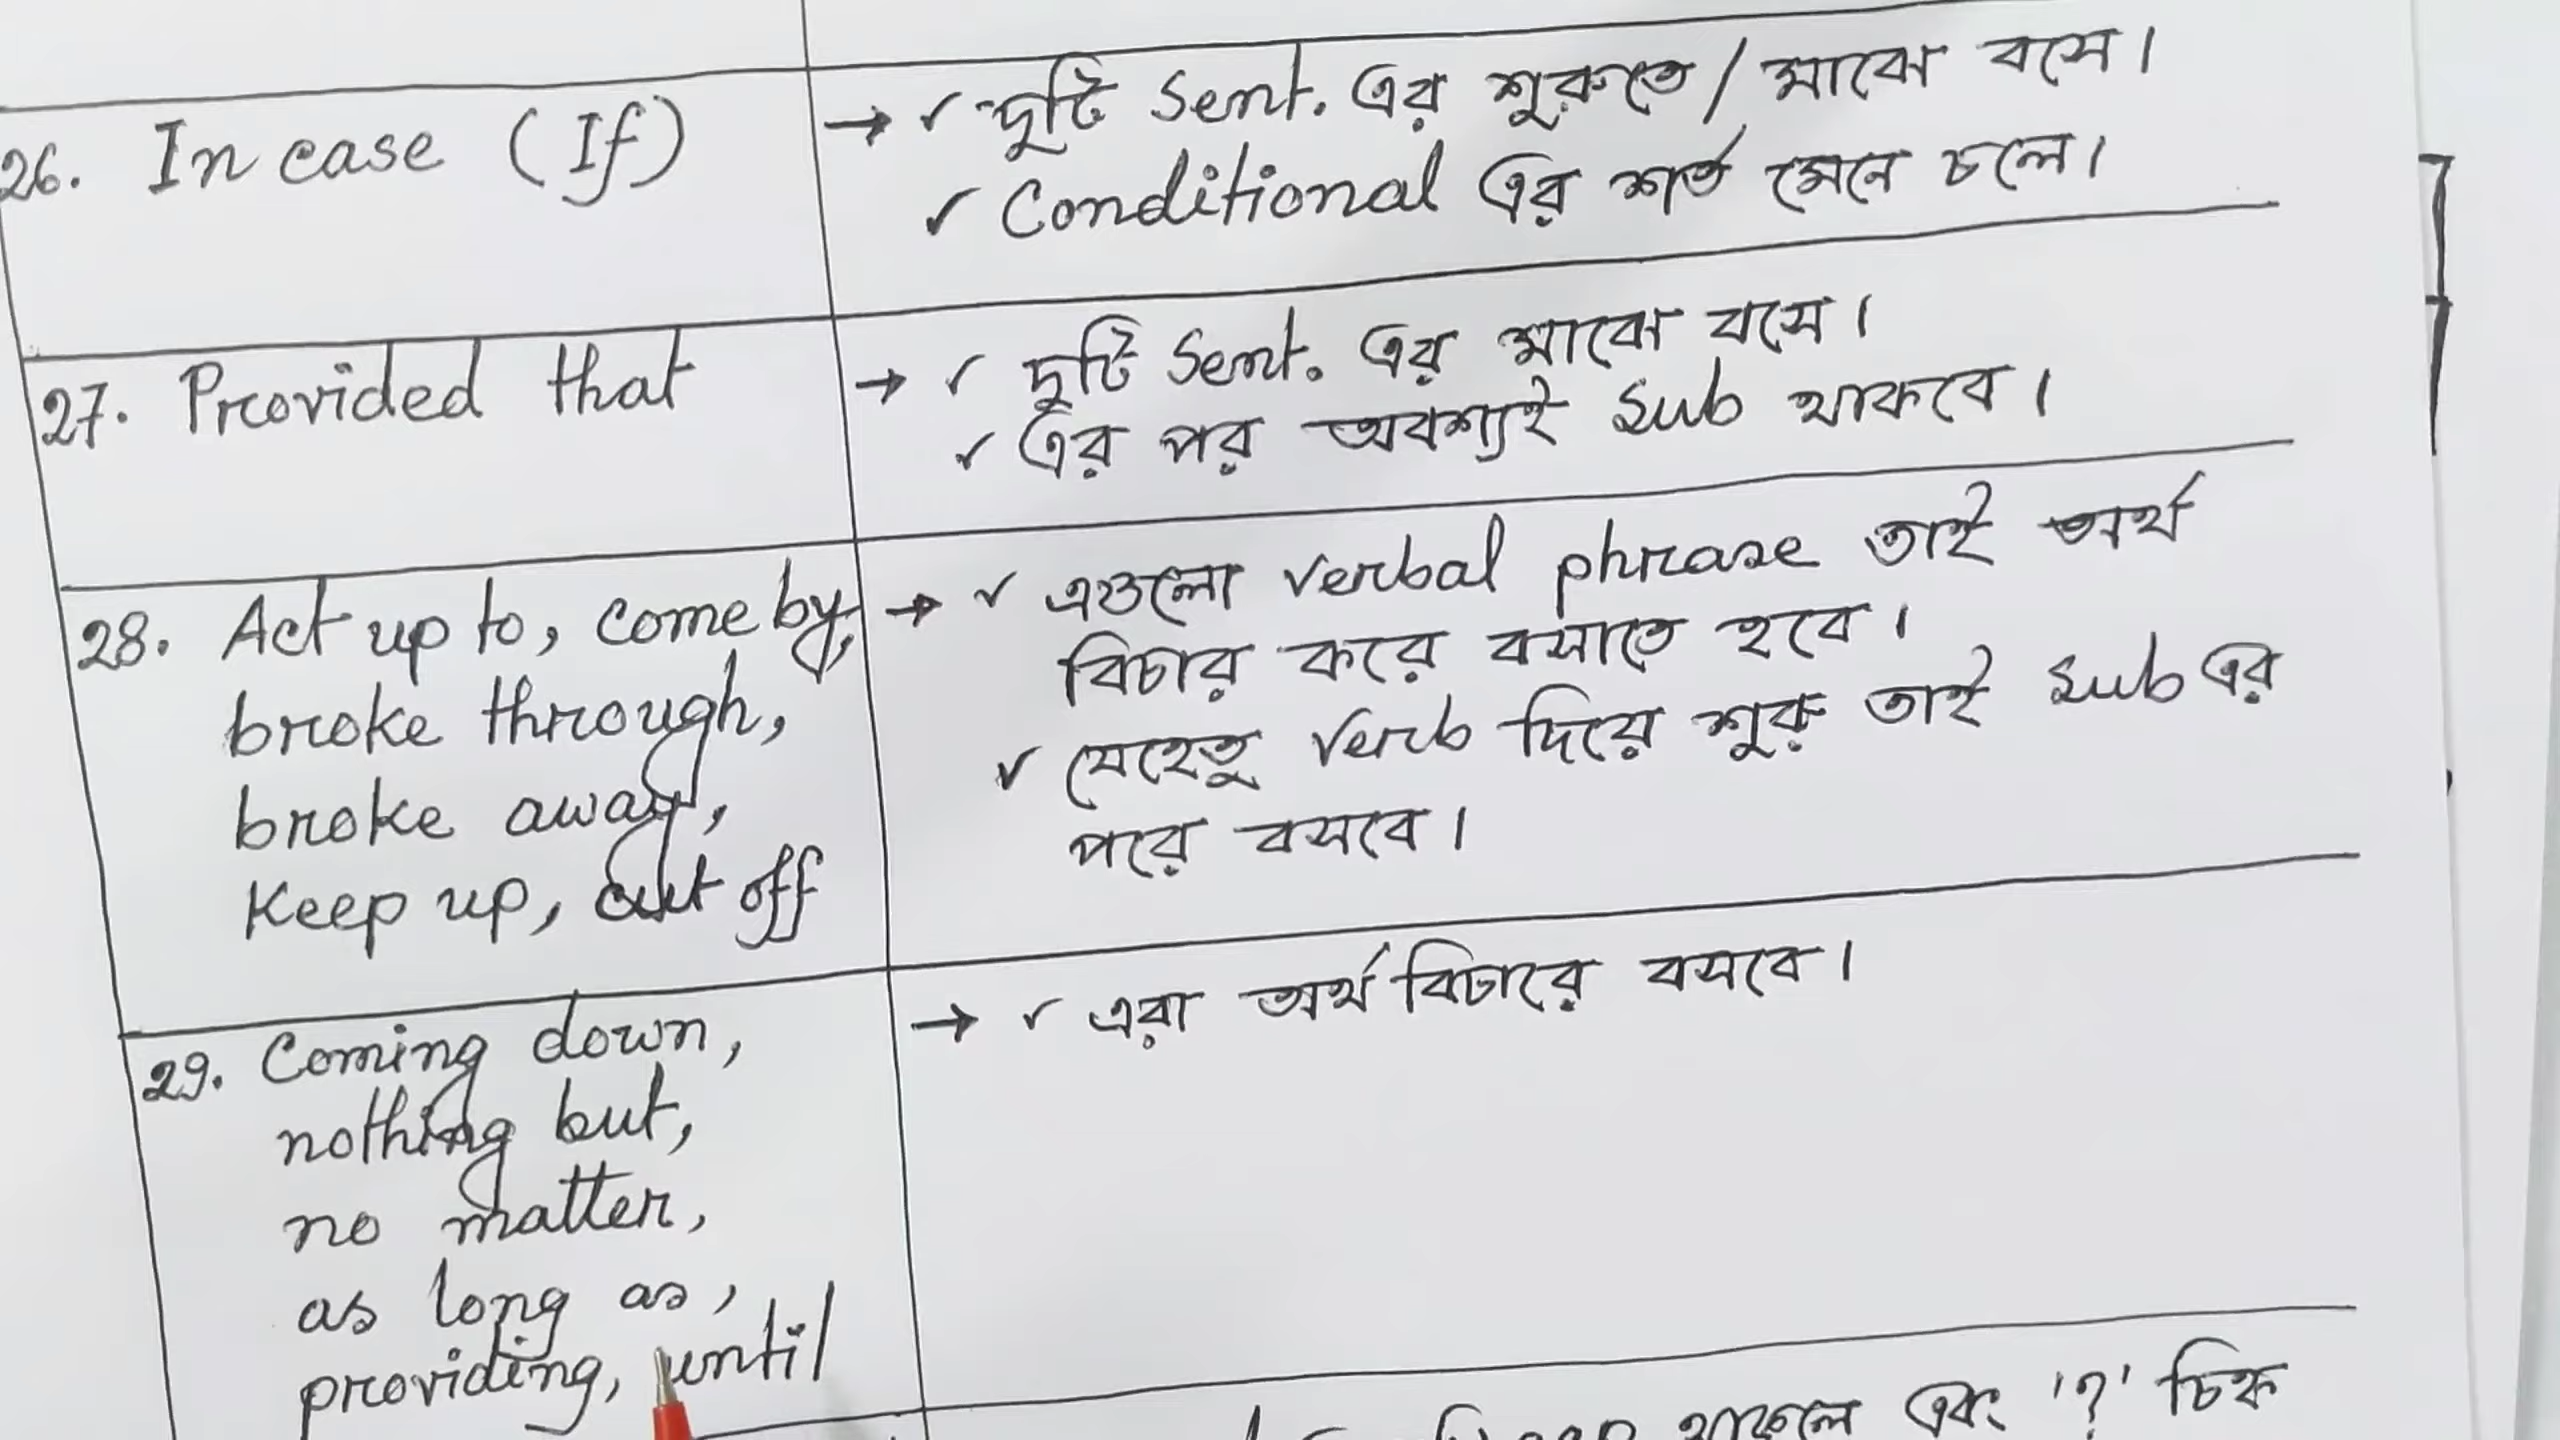 26. In case (If) → ✓ দুটি Sent. এর শুরুতে / মাঝে বসে।
✓ Conditional এর শর্ত মেনে চলে।
27. Provided that → ✓ দুটি Sent. এর মাঝে বসে।
✓ এর পর অবশ্যই sub থাকবে।
28. Act up to, come by,
broke through,
broke away,
Keep up, cut off
→ ✓ এগুলো verbal phrase তাই অর্থ
বিচার করে বসাতে হবে।
✓ যেহেতু Verb দিয়ে শুরু তাই sub এর
পরে বসবে।
29. Coming down,
nothing but,
no matter,
as long as,
providing, until
→ ✓ এরা অর্থ বিচারে বসবে।
থাকলে এবং '?' চিহ্ন